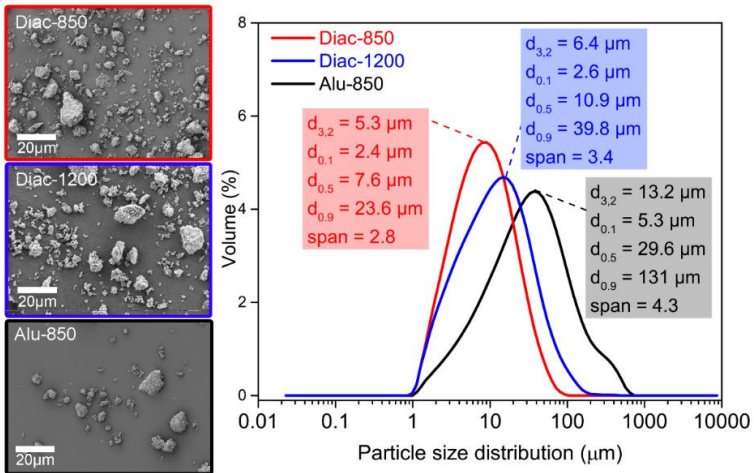 Diac-850
20μm
Diac-1200
20μm
Alu-850
20μm
Volume (%)
8
6
4
2
0
Diac-850
Diac-1200
Alu-850
d3,2 = 5.3 μm
d0.1 = 2.4 μm
d0.5 = 7.6 μm
d0.9 = 23.6 μm
span = 2.8
d3,2 = 6.4 μm
d0.1 = 2.6 μm
d0.5 = 10.9 μm
d0.9 = 39.8 μm
span = 3.4
d3,2 = 13.2 μm
d0.1 = 5.3 μm
d0.5 = 29.6 μm
d0.9 = 131 μm
span = 4.3
0.01 0.1 1 10 100 1000 10000
Particle size distribution (μm)